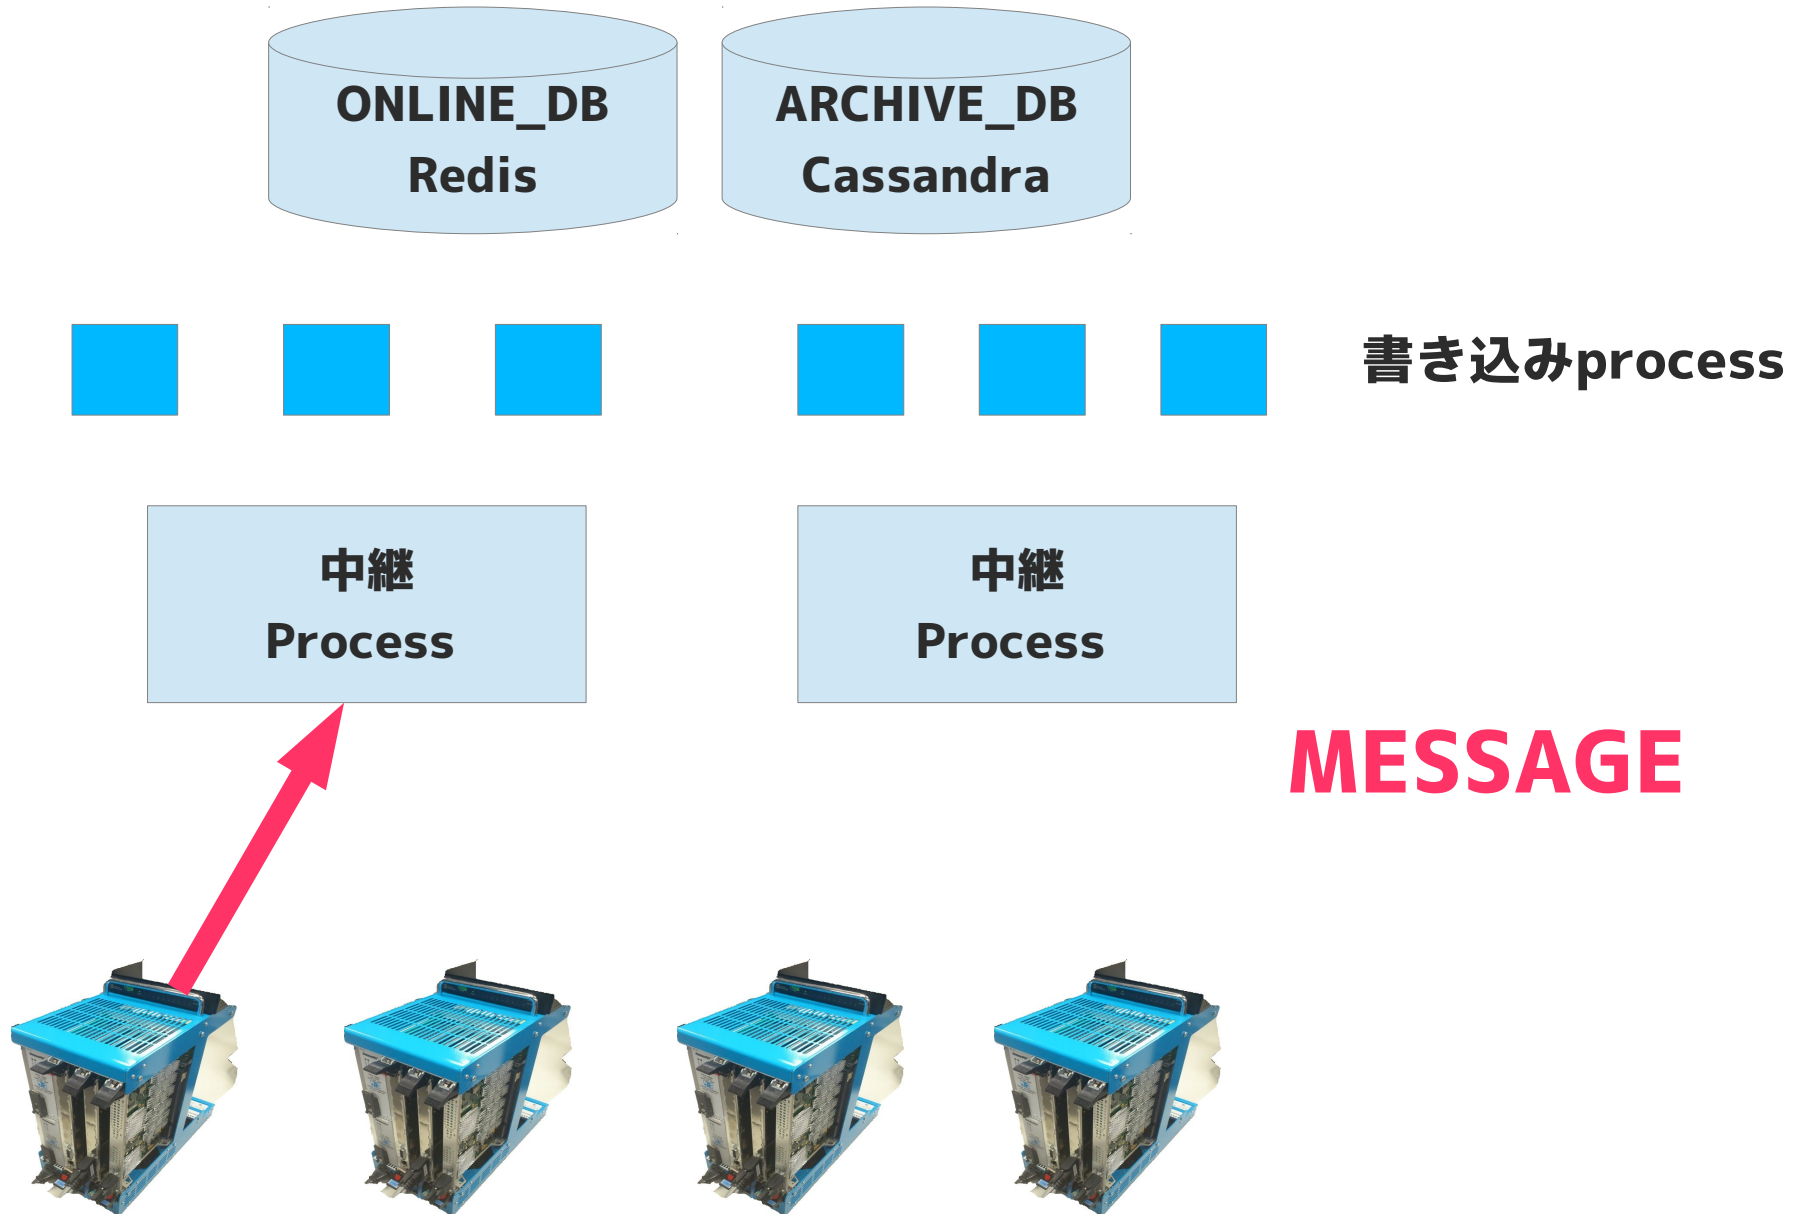 ONLINE_DB
Redis
ARCHIVE_DB
Cassandra
書き込みprocess
中継
Process
中継
Process
MESSAGE